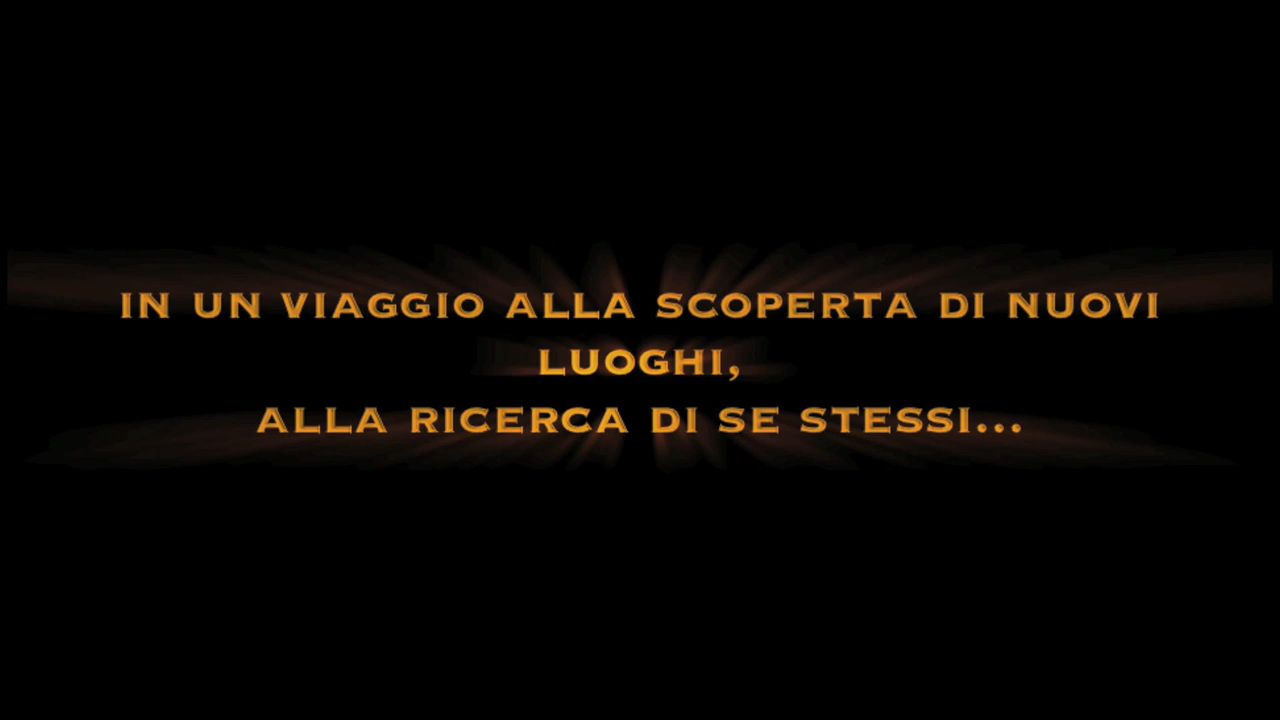 IN UN VIAGGIO ALLA SCOPERTA DI NUOVI
LUOGHI,
ALLA RICERCA DI SE STESSI...